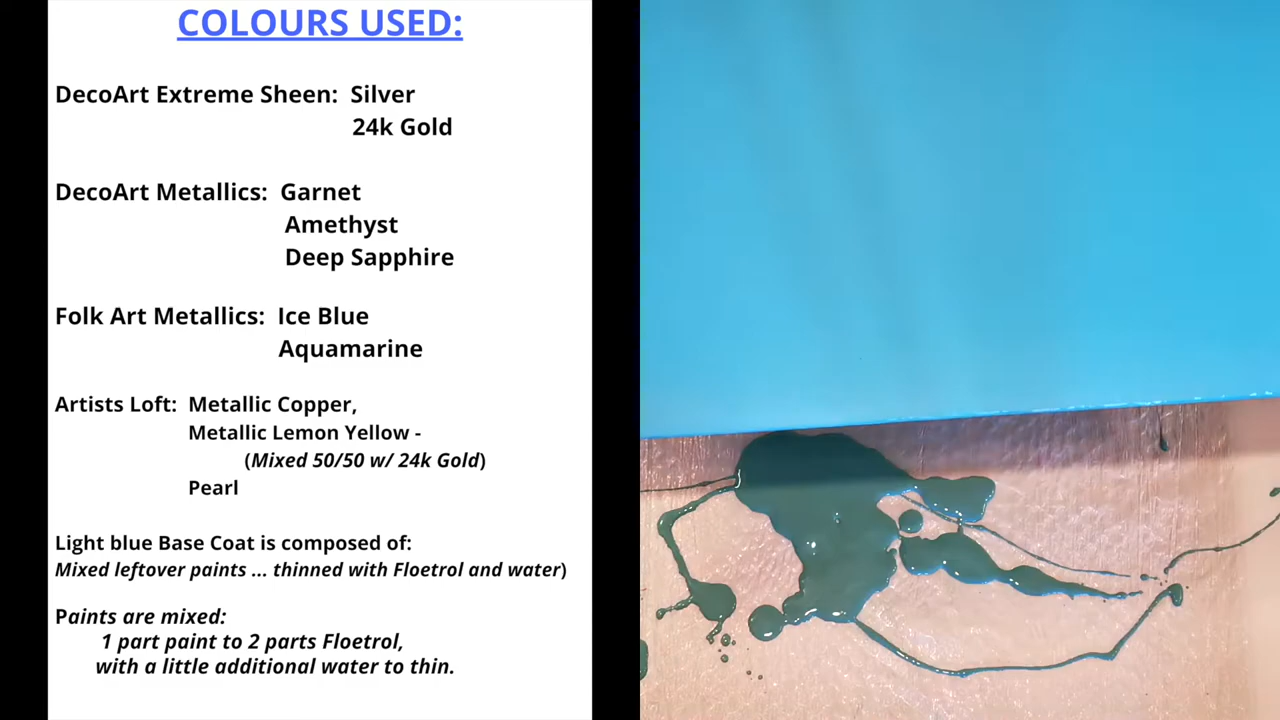 COLOURS USED:
DecoArt Extreme Sheen: Silver
24k Gold
DecoArt Metallics: Garnet
Amethyst
Deep Sapphire
Folk Art Metallics: Ice Blue
Aquamarine
Artists Loft: Metallic Copper,
Metallic Lemon Yellow -
(Mixed 50/50 w/ 24k Gold)
Pearl
Light blue Base Coat is composed of:
Mixed leftover paints ... thinned with Floetrol and water)
Paints are mixed:
1 part paint to 2 parts Floetrol,
with a little additional water to thin.